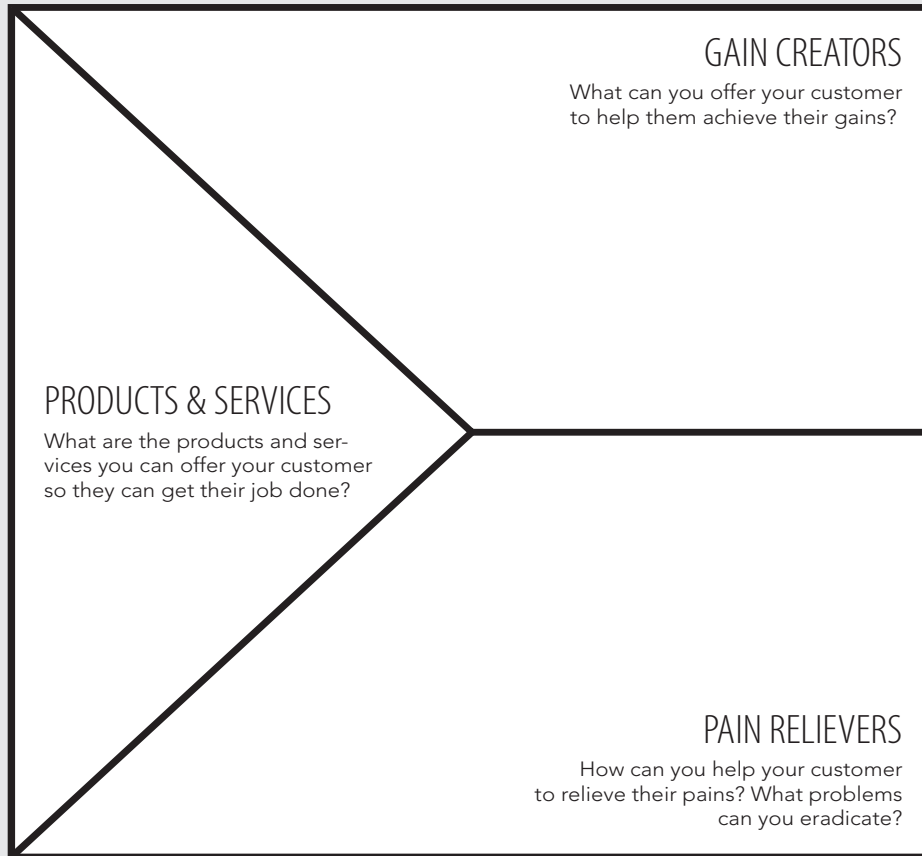 GAIN CREATORS
What can you offer your customer
to help them achieve their gains?
PRODUCTS & SERVICES
What are the products and ser-
vices you can offer your customer
so they can get their job done?
PAIN RELIEVERS
How can you help your customer
to relieve their pains? What problems
can you eradicate?